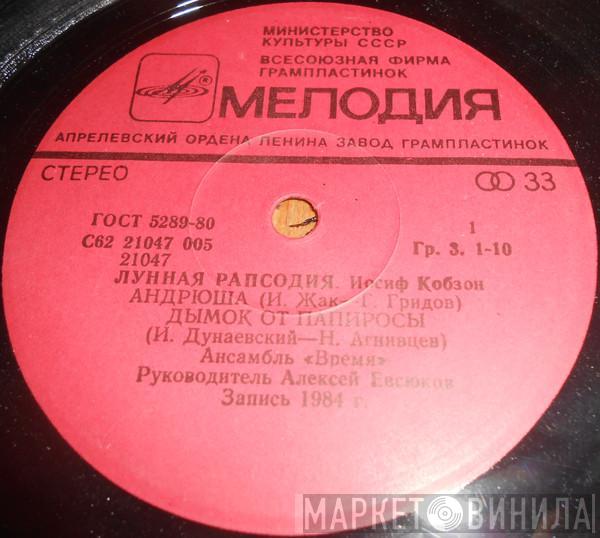 МИНИСТЕРСТВО
КУЛЬТУРЫ СССР
ВСЕСОЮЗНАЯ ФИРМА
ГРАМПЛАСТИНОК
МЕЛОДИЯ
АПРЕЛЕВСКИЙ ОРДЕНА ЛЕНИНА ЗАВОД ГРАМПЛАСТИНОК
СТЕРЕО
33
ГОСТ 5289-80
1
С62 21047 005
Гр. 3. 1-10
21047
ЛУННАЯ РАПСОДИЯ. Иосиф Кобзон
АНДРЮША (И. Жак—Г. Гридов)
ДЫМОК ОТ ПАПИРОСЫ
(И. Дунаевский—Н. Агнивцев)
Ансамбль «Время»
Руководитель Алексей Евсюков
Запись 1984 г.
МАРКЕТ ВИНИЛА